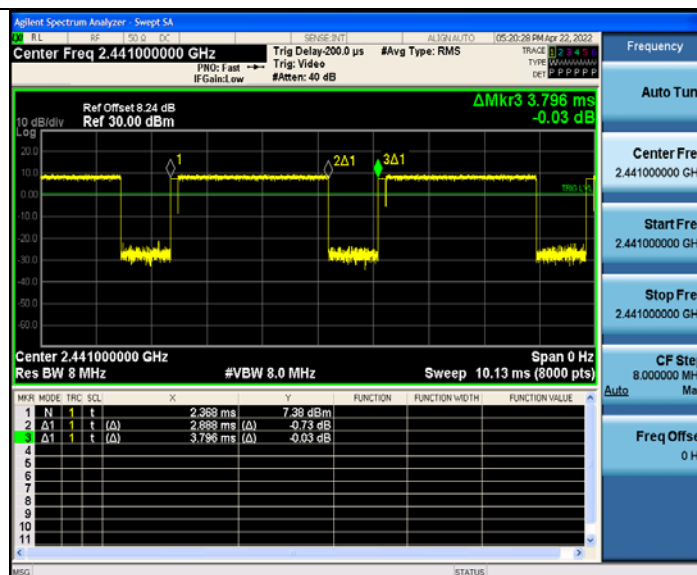 Agilent Spectrum Analyzer - Swept SA
RL RF 50 Ω DC SENSE:INT ALIGN AUTO 05:20:28 PM Apr 22, 2022
Center Freq 2.441000000 GHz
PNO: Fast
IFGain:Low
Trig Delay-200.0 µs
Trig: Video
#Atten: 40 dB
#Avg Type: RMS
TRACE 1 2 3 4 5 6
TYPE WWWWWW
DET P P P P P P
Frequency
Auto Tun
Center Fre
2.441000000 GH
Start Fre
2.441000000 GH
Stop Fre
2.441000000 GH
CF Ste
8.000000 MH
Auto Ma
Freq Offse
0 H
Ref Offset 8.24 dB
10 dB/div Ref 30.00 dBm
Log
ΔMkr3 3.796 ms
-0.03 dB
20.0
10.0
0.00
-10.0
-20.0
-30.0
-40.0
-50.0
-60.0
1
2Δ1
3Δ1
TRIG LVL
Center 2.441000000 GHz Span 0 Hz
Res BW 8 MHz #VBW 8.0 MHz Sweep 10.13 ms (8000 pts)
MKR MODE TRC SCL X Y FUNCTION FUNCTION WIDTH FUNCTION VALUE
1 N 1 t 2.368 ms 7.38 dBm
2 Δ1 1 t (Δ) 2.888 ms (Δ) -0.73 dB
3 Δ1 1 t (Δ) 3.796 ms (Δ) -0.03 dB
4
5
6
7
8
9
10
11
MSG STATUS